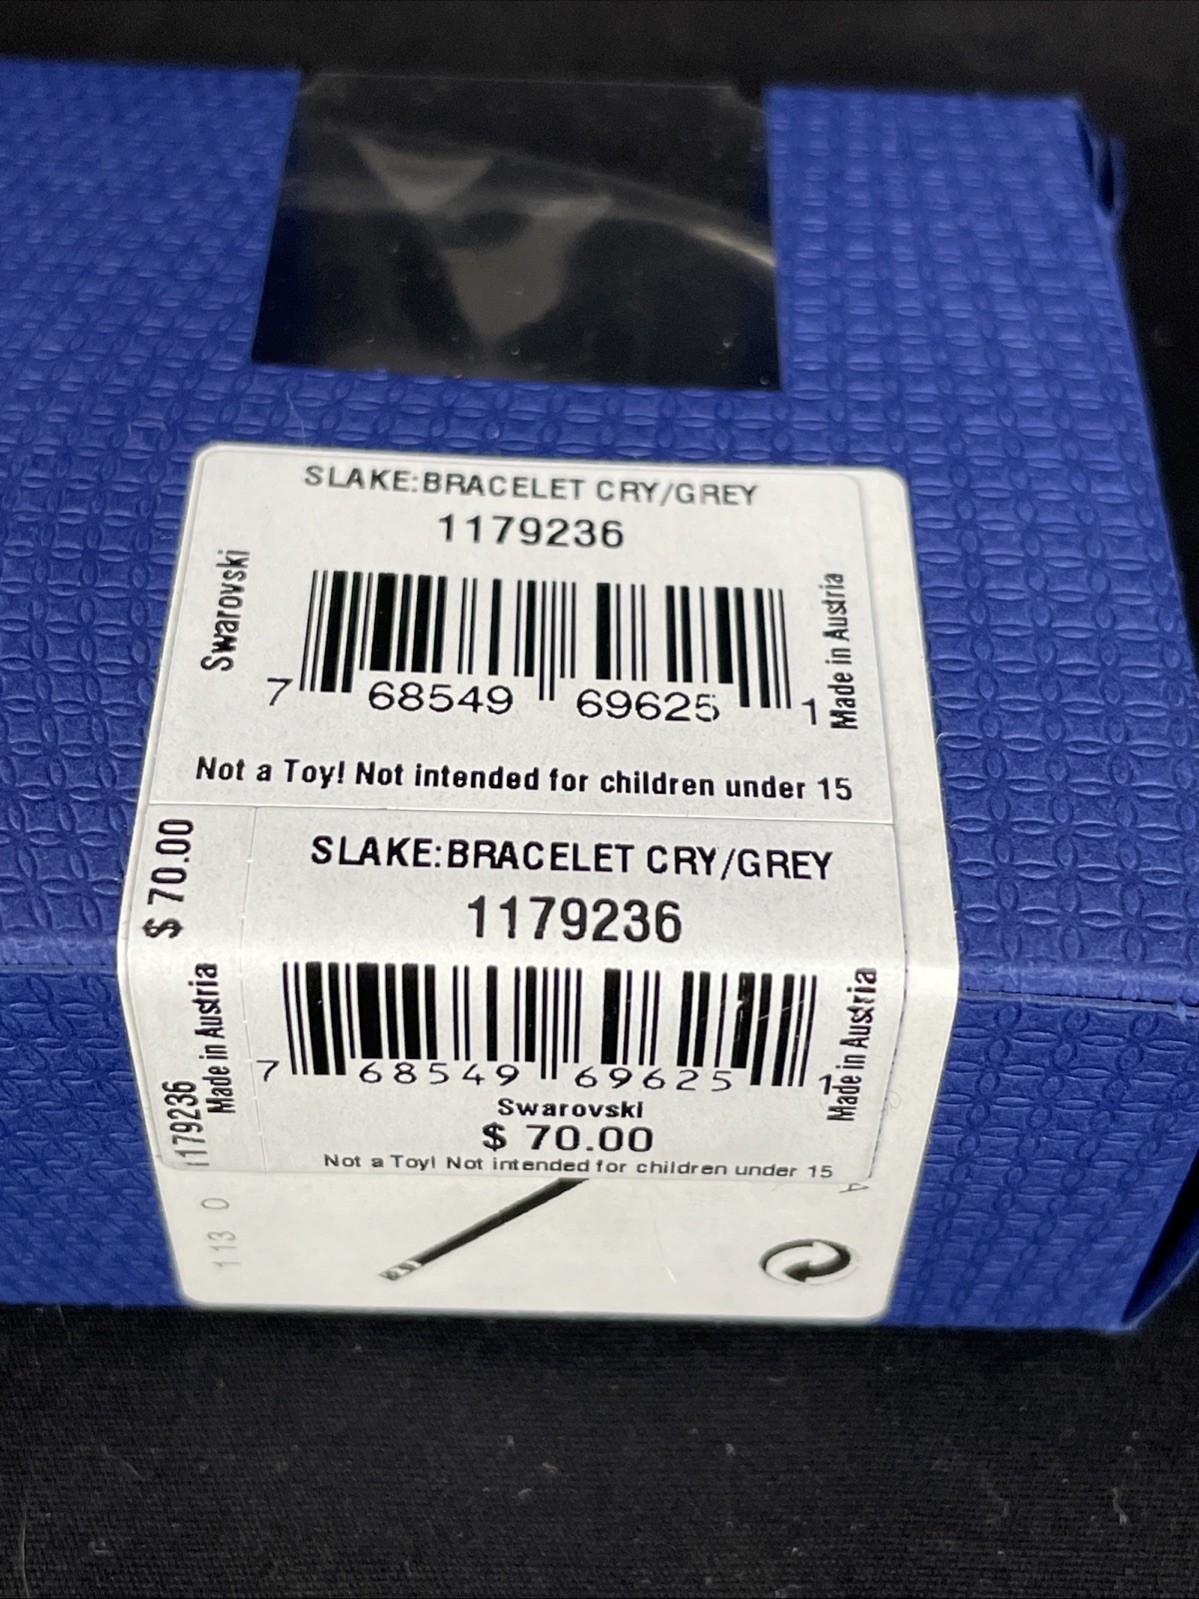 SLAKE:BRACELET CRY/GREY
1179236
Swarovski
7 68549 69625 1
Made in Austria
Not a Toy! Not intended for children under 15
$ 70.00
SLAKE:BRACELET CRY/GREY
1179236
1179236
Made in Austria
7 68549 69625 1
Made in Austria
Swarovski
$ 70.00
Not a Toy! Not intended for children under 15
113 0